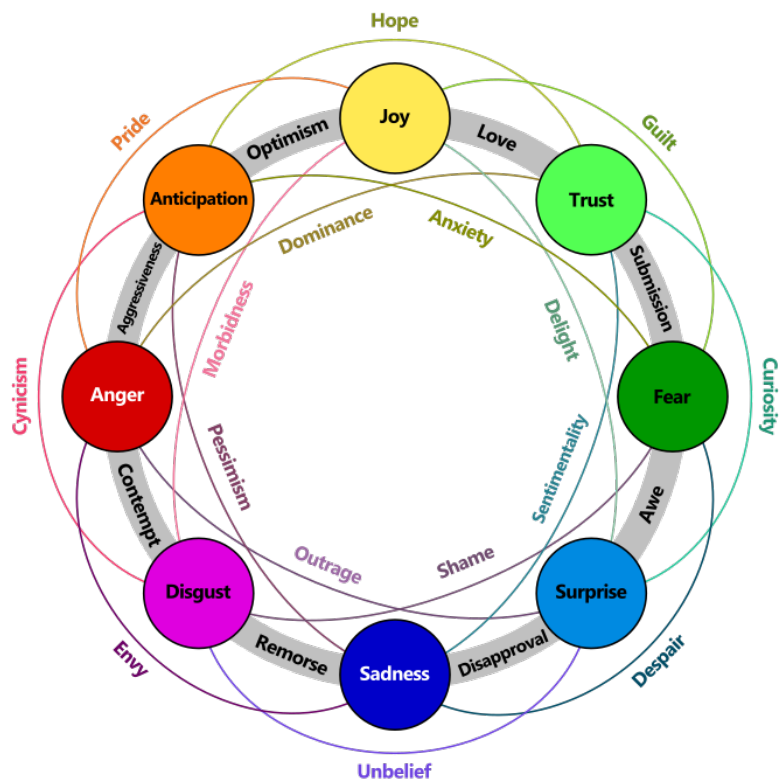 Hope
Joy
Pride
Optimism
Love
Guilt
Anticipation
Trust
Dominance
Anxiety
Aggressiveness
Submission
Morbidness
Delight
Cynicism
Anger
Fear
Curiosity
Pessimism
Sentimentality
Contempt
Awe
Outrage
Shame
Disgust
Surprise
Envy
Remorse
Sadness
Disapproval
Despair
Unbelief